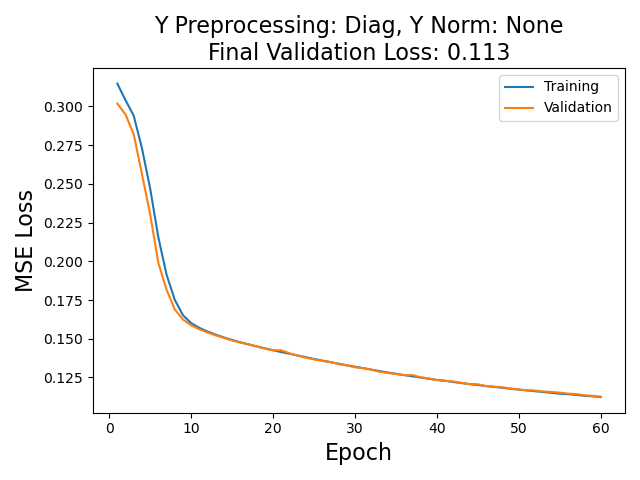 Y Preprocessing: Diag, Y Norm: None
Final Validation Loss: 0.113
Training
Validation
0.300
0.275
0.250
0.225
0.200
0.175
0.150
0.125
MSE Loss
0 10 20 30 40 50 60
Epoch